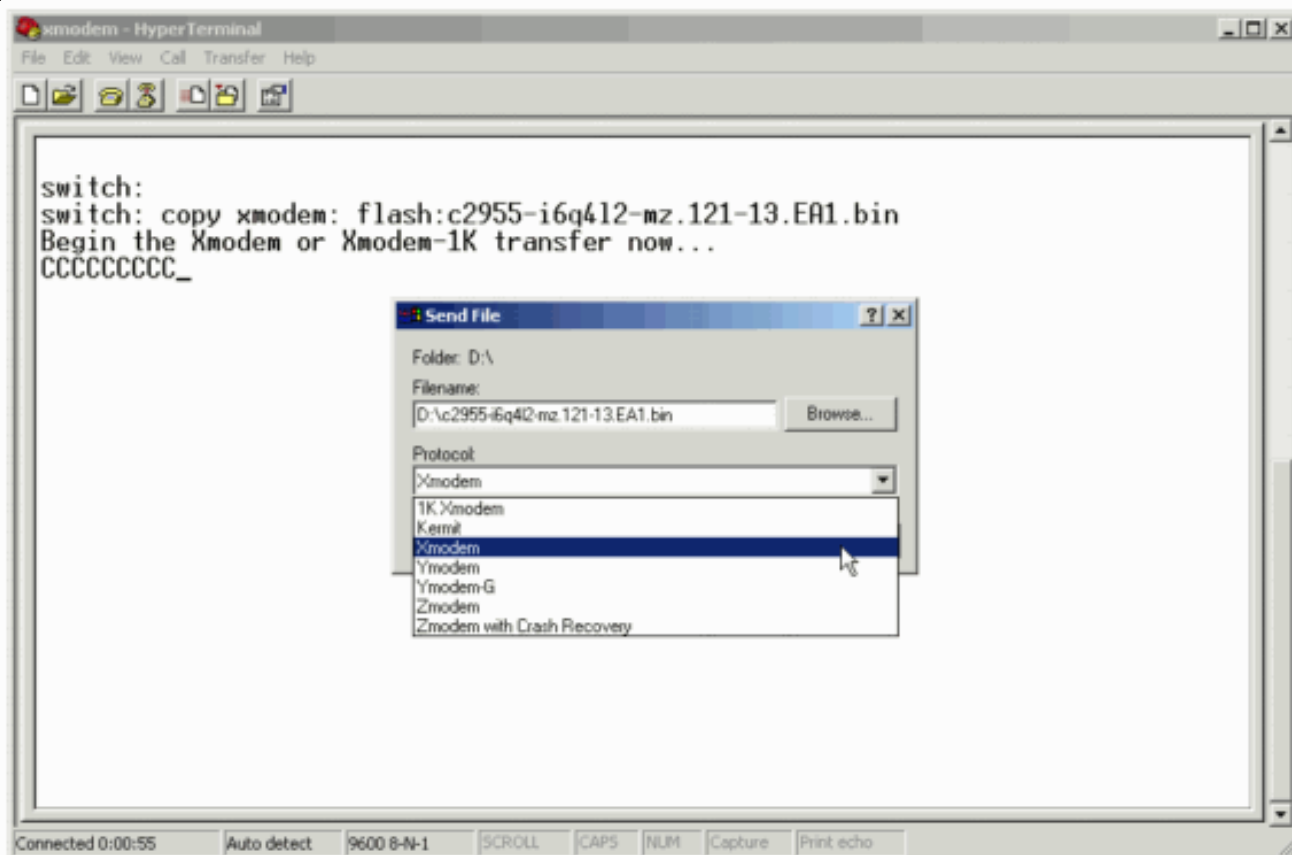 xmodem - HyperTerminal
File Edit View Call Transfer Help
switch:
switch: copy xmodem: flash:c2955-i6q4l2-mz.121-13.EA1.bin
Begin the Xmodem or Xmodem-1K transfer now...
CCCCCCCCCC_
Send File
Folder: D:\
Filename:
D:\c2955-i6q4l2-mz.121-13.EA1.bin Browse...
Protocol:
Xmodem
1K Xmodem
Kermit
Xmodem
Ymodem
Ymodem-G
Zmodem
Zmodem with Crash Recovery
Connected 0:00:55 Auto detect 9600 8-N-1 SCROLL CAPS NUM Capture Print echo